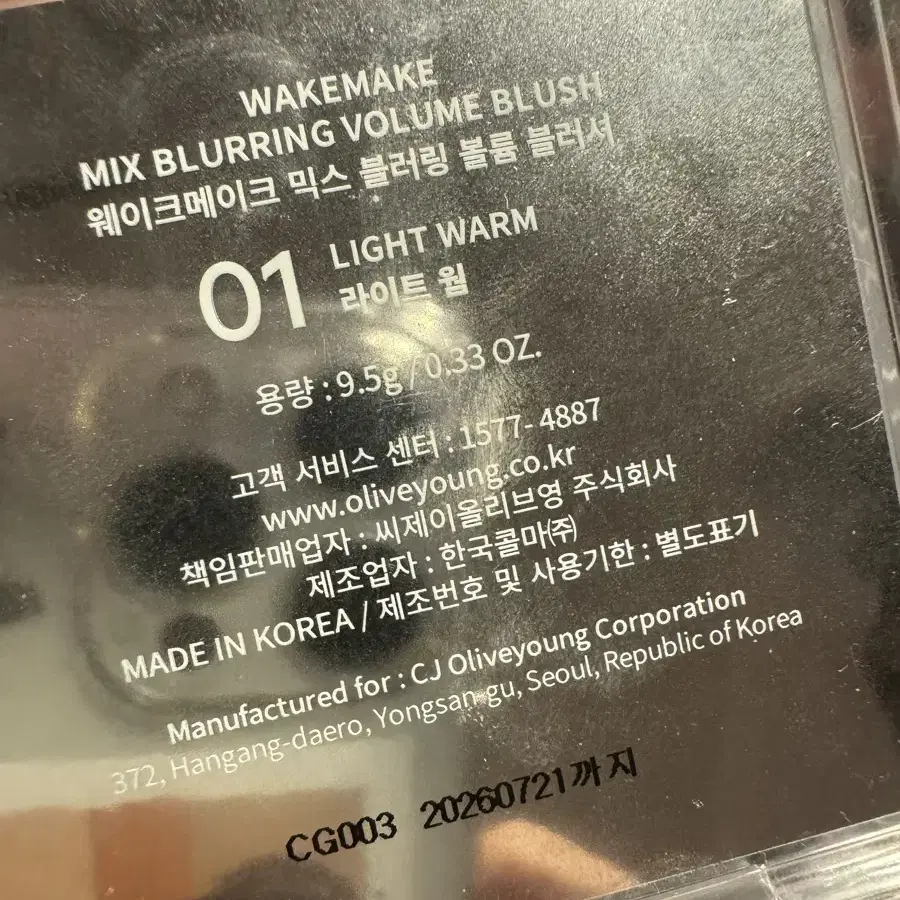 WAKEMAKE
MIX BLURRING VOLUME BLUSH
웨이크메이크 믹스 블러링 볼륨 블러셔
01 LIGHT WARM
라이트 웜
용량 : 9.5g / 0.33 OZ.
고객 서비스 센터 : 1577- 4887
www.oliveyoung.co.kr
책임판매업자 : 씨제이올리브영 주식회사
제조업자 : 한국콜마㈜
MADE IN KOREA / 제조번호 및 사용기한 : 별도표기
Manufactured for : CJ Oliveyoung Corporation
372, Hangang-daero, Yongsan-gu, Seoul, Republic of Korea
CG003 20260721까지